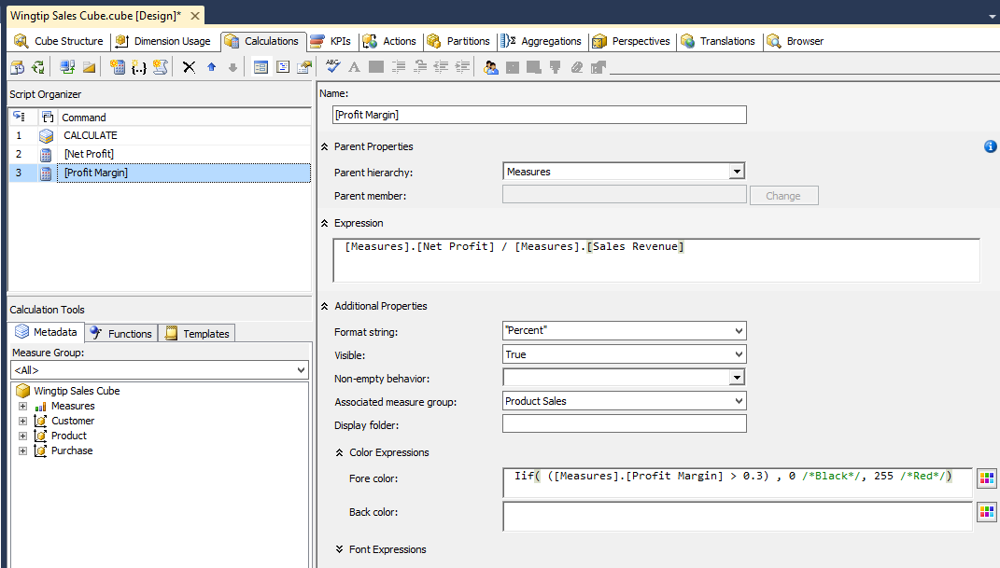 Wingtip Sales Cube.cube [Design]*
Cube Structure Dimension Usage Calculations KPIs Actions Partitions Aggregations Perspectives Translations Browser
ABC A
Script Organizer
Command
1 CALCULATE
2 [Net Profit]
3 [Profit Margin]
Calculation Tools
Metadata Functions Templates
Measure Group:
<All>
Wingtip Sales Cube
Measures
Customer
Product
Purchase
Name:
[Profit Margin]
Parent Properties
Parent hierarchy: Measures
Parent member: Change
Expression
[Measures].[Net Profit] / [Measures].[Sales Revenue]
Additional Properties
Format string: "Percent"
Visible: True
Non-empty behavior:
Associated measure group: Product Sales
Display folder:
Color Expressions
Fore color: Iif( ([Measures].[Profit Margin] > 0.3) , 0 /*Black*/, 255 /*Red*/)
Back color:
Font Expressions